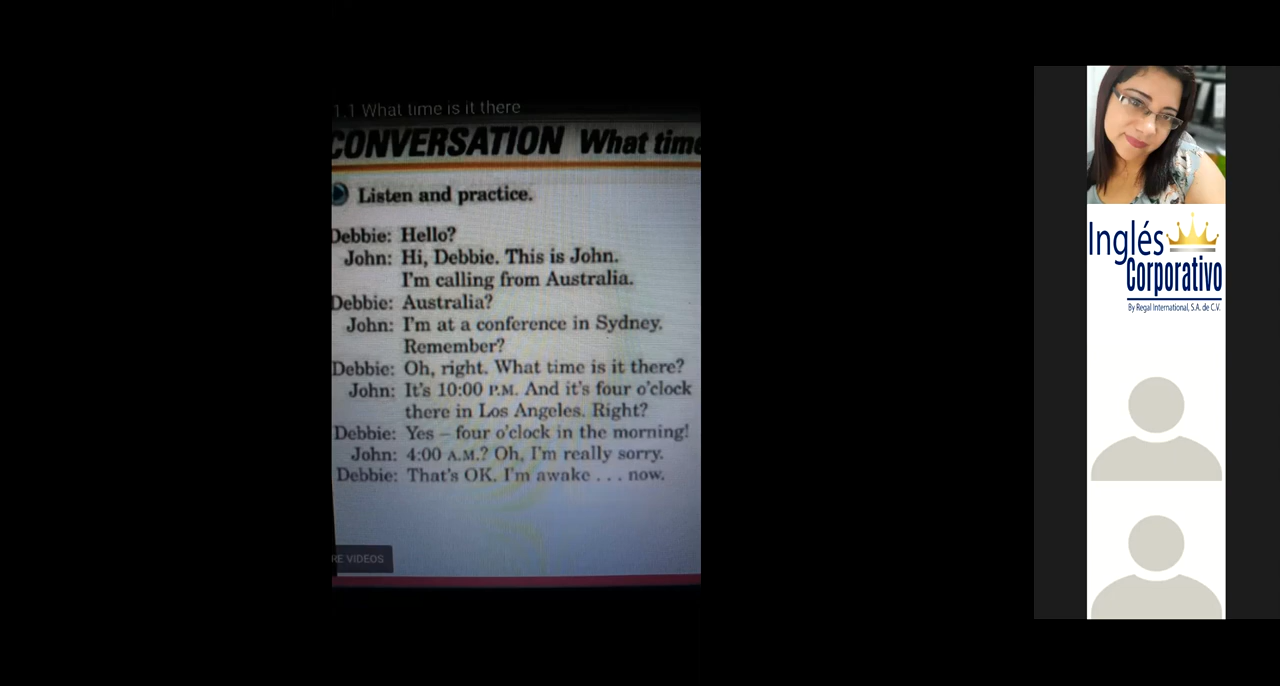 1.1 What time is it there
CONVERSATION What time
Listen and practice.
Debbie: Hello?
John: Hi, Debbie. This is John.
I'm calling from Australia.
Debbie: Australia?
John: I'm at a conference in Sydney.
Remember?
Debbie: Oh, right. What time is it there?
John: It's 10:00 P.M. And it's four o'clock
there in Los Angeles. Right?
Debbie: Yes – four o'clock in the morning!
John: 4:00 A.M.? Oh, I'm really sorry.
Debbie: That's OK. I'm awake . . . now.
RE VIDEOS
Inglés
Corporativo
By Regal International, S.A. de C.V.